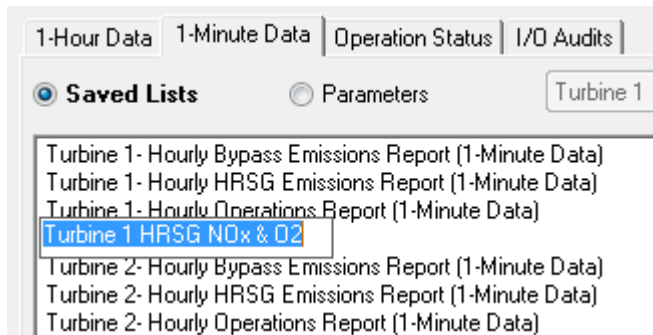 1-Hour Data 1-Minute Data Operation Status I/O Audits
Saved Lists Parameters Turbine 1
Turbine 1- Hourly Bypass Emissions Report (1-Minute Data)
Turbine 1- Hourly HRSG Emissions Report (1-Minute Data)
Turbine 1- Hourly Operations Report (1-Minute Data)
Turbine 1 HRSG NOx & O2
Turbine 2- Hourly Bypass Emissions Report (1-Minute Data)
Turbine 2- Hourly HRSG Emissions Report (1-Minute Data)
Turbine 2- Hourly Operations Report (1-Minute Data)